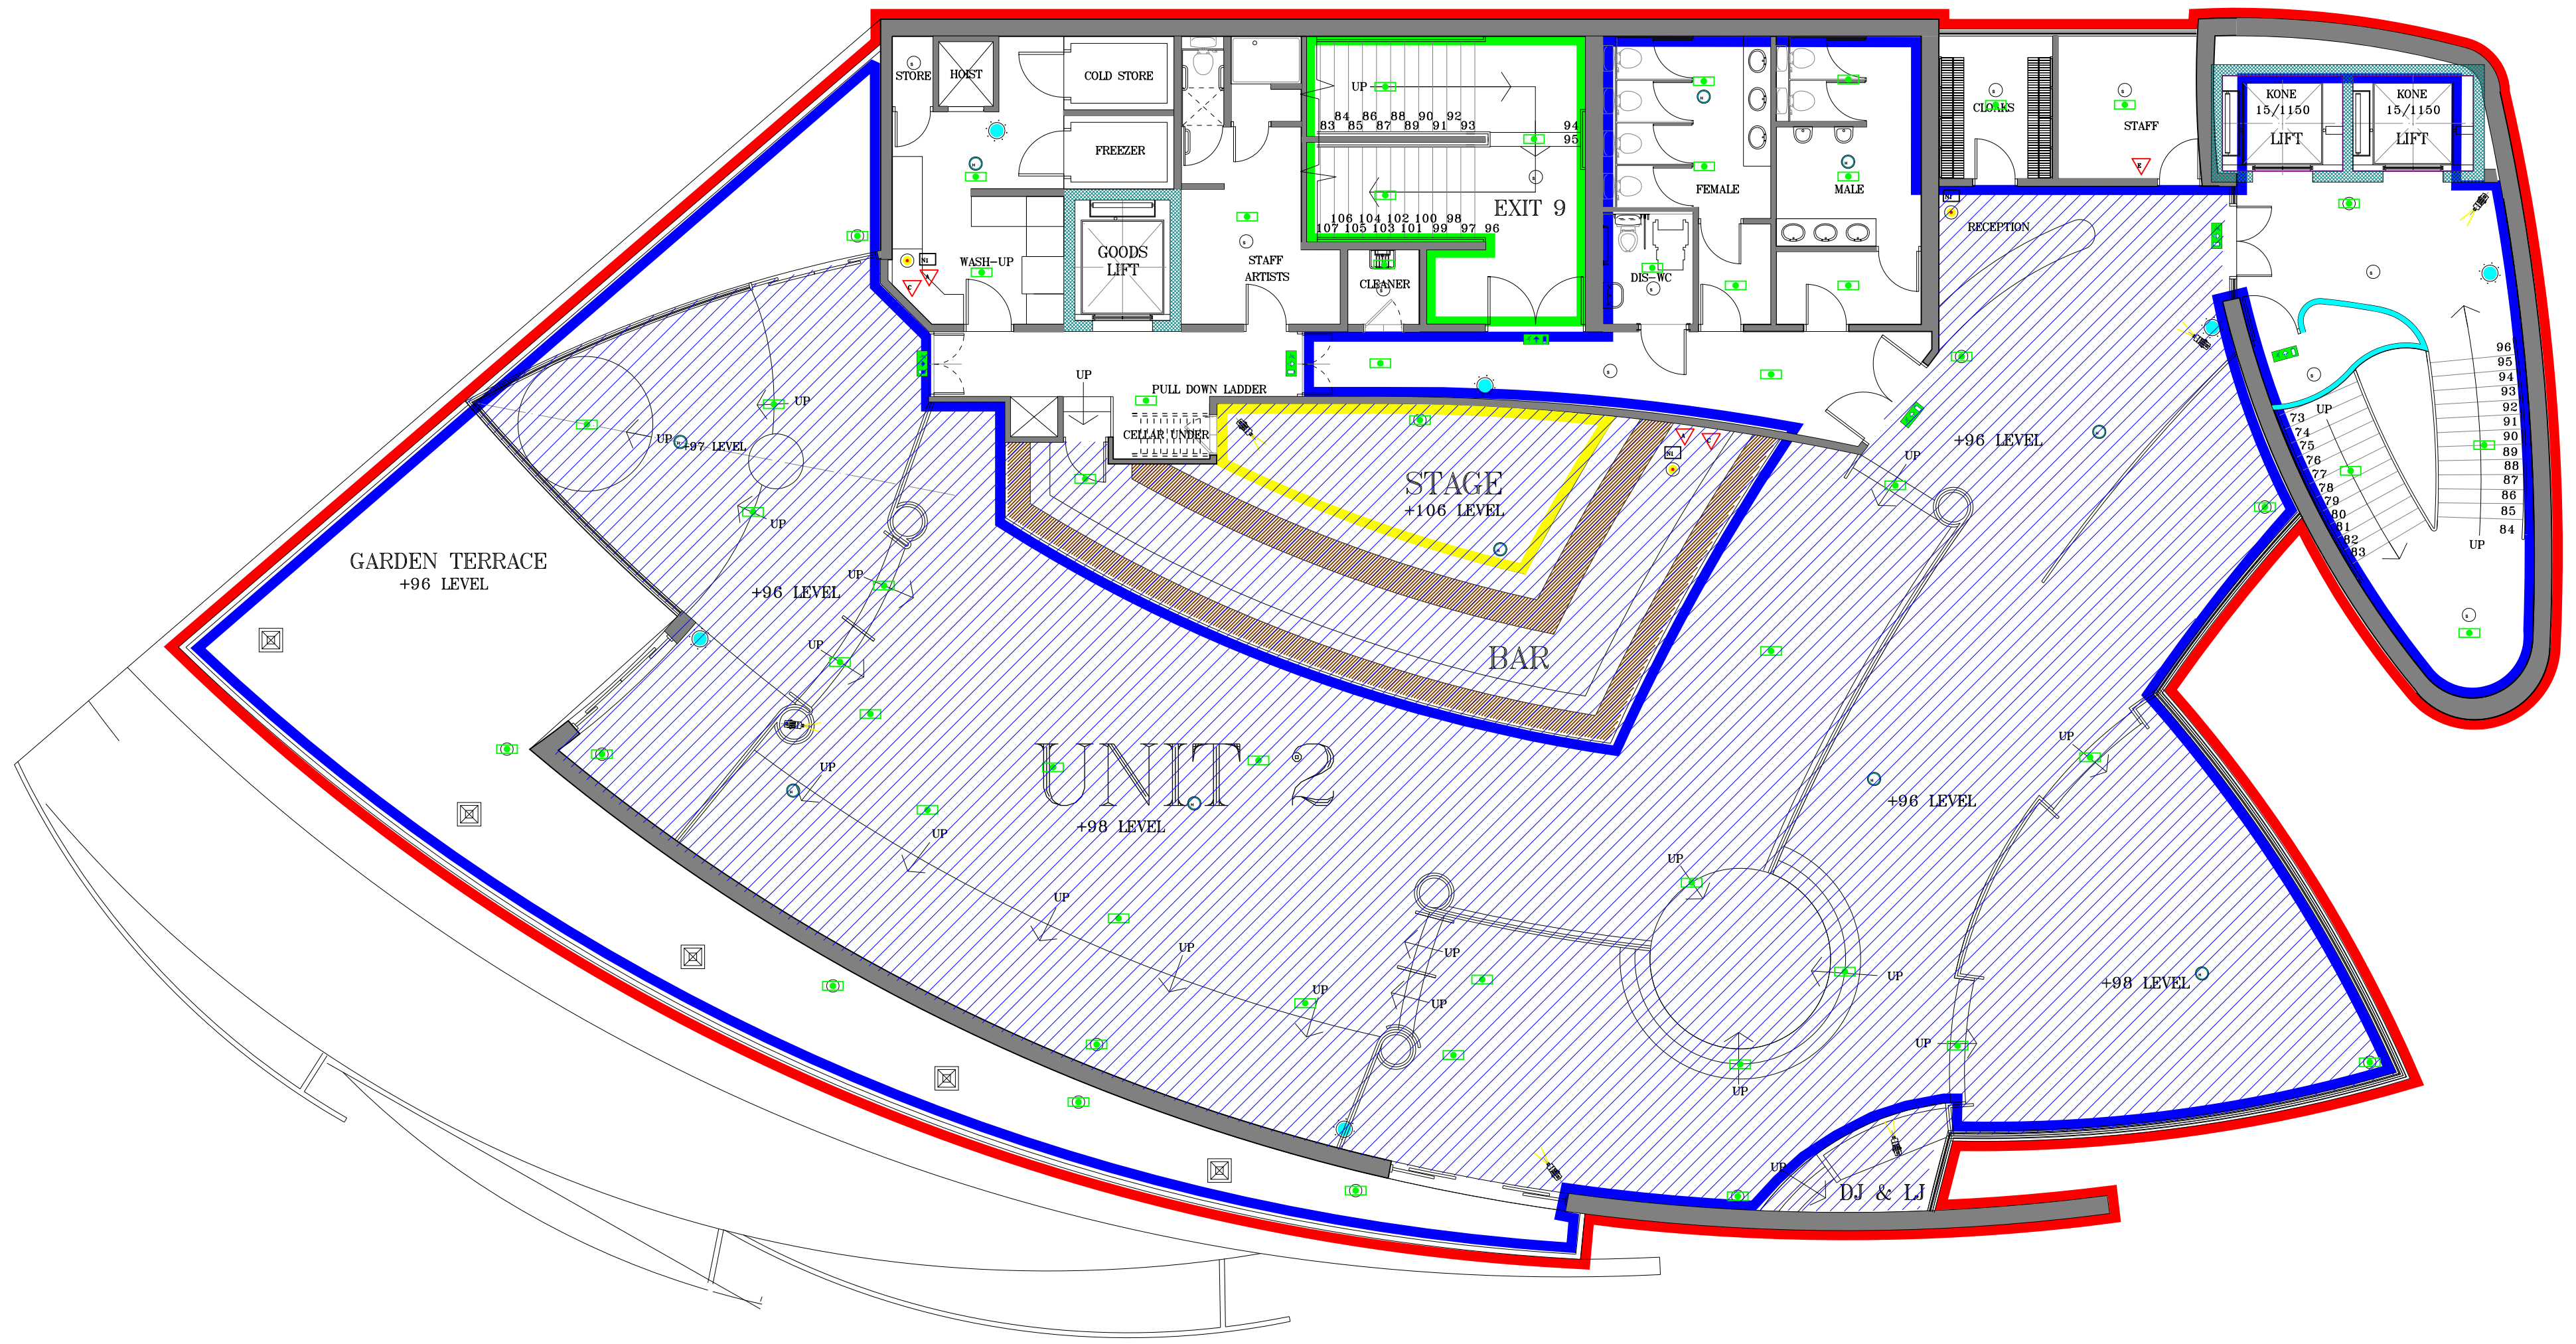 STORE
HOIST
COLD STORE
FREEZER
WASH-UP
GOODS
LIFT
STAFF
ARTISTS
CLEANER
UP
84 86 88 90 92
83 85 87 89 91 93
94
95
106 104 102 100 98
107 105 103 101 99 97 96
EXIT 9
FEMALE
DIS-WC
MALE
CLOAKS
STAFF
E
RECEPTION
KONE
15/1150
LIFT
KONE
15/1150
LIFT
N1
A
C
UP
PULL DOWN LADDER
CELLAR UNDER
UP
UP
+97 LEVEL
UP
GARDEN TERRACE
+96 LEVEL
UP
+96 LEVEL
UP
STAGE
+106 LEVEL
A
C
N1
BAR
+96 LEVEL
UP
96
95
94
93
92
91
90
89
88
87
86
85
84
UP
UP
73
74
75
76
77
78
79
80
81
82
83
UNIT 2
+98 LEVEL
UP
UP
UP
UP
+96 LEVEL
UP
UP
UP
UP
UP
UP
UP
+98 LEVEL
UP
UP
DJ & LJ